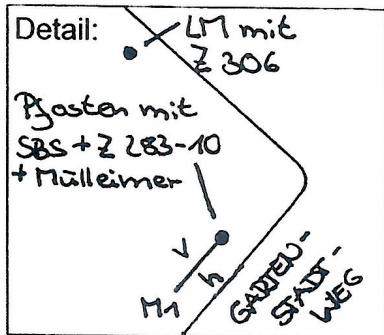 Detail:
LM mit
Z 306
Pfosten mit
SBS + Z 283-10
+ Mülleimer
V
h
M1
GARTEN-
STADT-
WEG